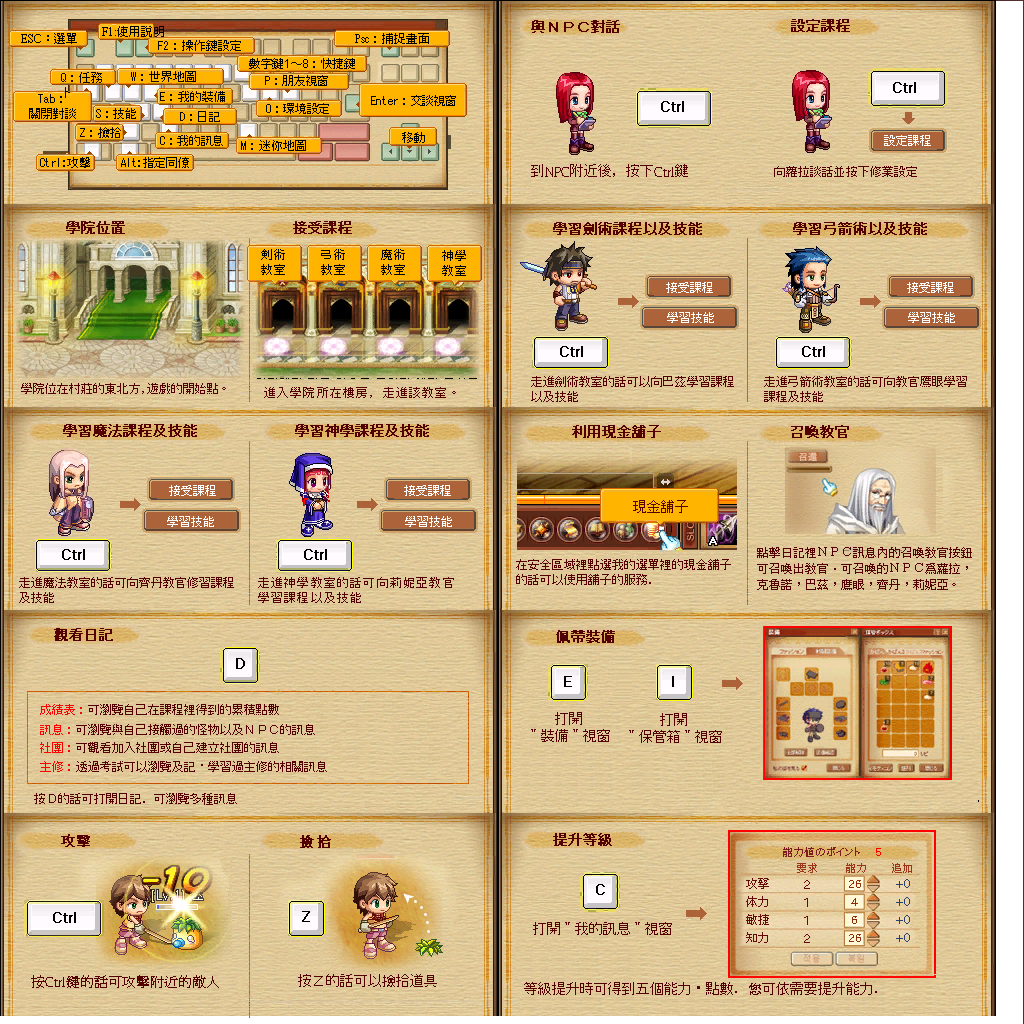 F1:使用說明
ESC：選單
F2：操作鍵設定
Psc：捕捉畫面
數字鍵1～8：快捷鍵
Q：任務
W：世界地圖
P：朋友視窗
Tab：
關閉對談
E：我的裝備
O：環境設定
Enter：交談視窗
S：技能
D：日記
Z：撿拾
C：我的訊息
M：迷你地圖
移動
Ctrl:攻擊
Alt:指定同僚
與ＮＰＣ對話
Ctrl
到NPC附近後，按下Ctrl鍵
設定課程
Ctrl
設定課程
向蘿拉談話並按下修業設定
學院位置
學院位在村莊的東北方,遊戲的開始點。
接受課程
劍術
教室
弓術
教室
魔術
教室
神學
教室
進入學院所在樓房，走進該教室。
學習劍術課程以及技能
接受課程
學習技能
Ctrl
走進劍術教室的話可以向巴茲學習課程
以及技能
學習弓箭術以及技能
接受課程
學習技能
Ctrl
走進弓箭術教室的話可向教官鷹眼學習
課程及技能
學習魔法課程及技能
接受課程
學習技能
Ctrl
走進魔法教室的話可向齊丹教官修習課程
及技能
學習神學課程及技能
接受課程
學習技能
Ctrl
走進神學教室的話可向莉妮亞教官
學習課程以及技能
利用現金舖子
現金舖子
SLO
A
在安全區域裡點選我的選單裡的現金舖子
的話可以使用舖子的服務.
召喚教官
召還
點擊日記裡ＮＰＣ訊息內的召喚教官按鈕
可召喚出教官．可召喚的ＮＰＣ為蘿拉，
克魯諾，巴茲，鷹眼，齊丹，莉妮亞。
觀看日記
D
成績表：可瀏覽自己在課程裡得到的累積點數
訊息：可瀏覽與自己接觸過的怪物以及ＮＰＣ的訊息
社團：可觀看加入社團或自己建立社團的訊息
主修：透過考試可以瀏覽及記・學習過主修的相關訊息
按Ｄ的話可打開日記．可瀏覽多種訊息
佩帶裝備
E
打開
＂裝備＂視窗
I
打開
＂保管箱＂視窗
攻擊
-10
Ctrl
按Ctrl鍵的話可攻擊附近的敵人
撿拾
Z
按Z的話可以撿拾道具
提升等級
C
打開＂我的訊息＂視窗
能力値のポイント 5
要求 能力 追加
攻擊 2 26 +0
体力 1 4 +0
敏捷 1 6 +0
知力 2 26 +0
等級提升時可得到五個能力・點數．您可依需要提升能力．